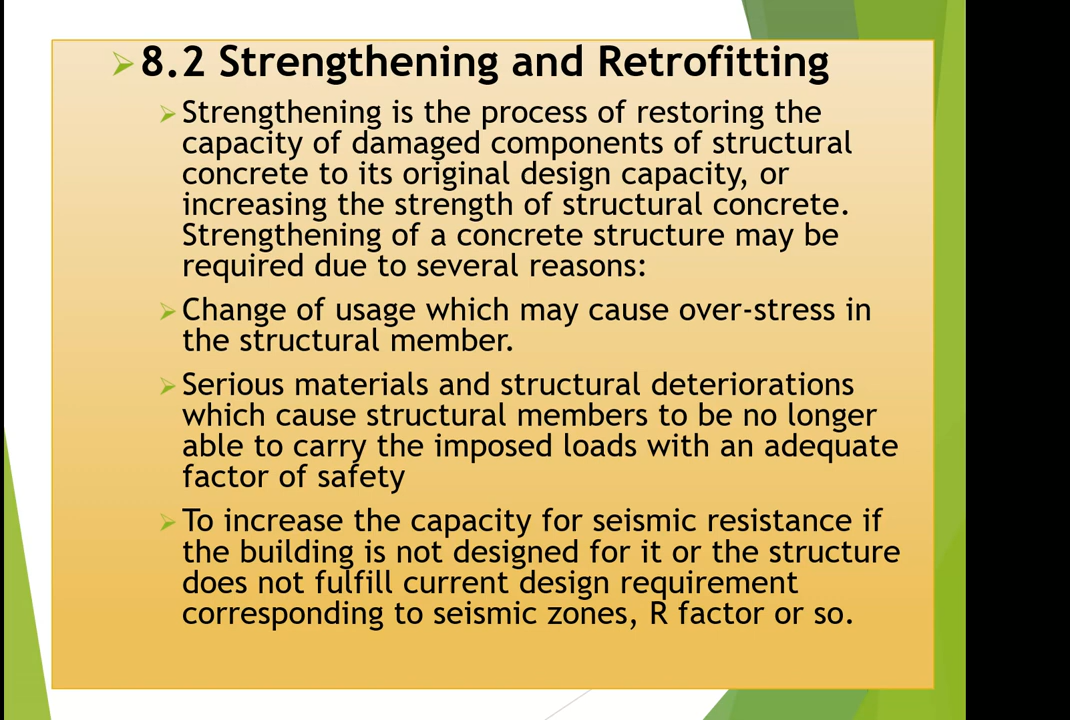 8.2 Strengthening and Retrofitting
Strengthening is the process of restoring the
capacity of damaged components of structural
concrete to its original design capacity, or
increasing the strength of structural concrete.
Strengthening of a concrete structure may be
required due to several reasons:
Change of usage which may cause over-stress in
the structural member.
Serious materials and structural deteriorations
which cause structural members to be no longer
able to carry the imposed loads with an adequate
factor of safety
To increase the capacity for seismic resistance if
the building is not designed for it or the structure
does not fulfill current design requirement
corresponding to seismic zones, R factor or so.